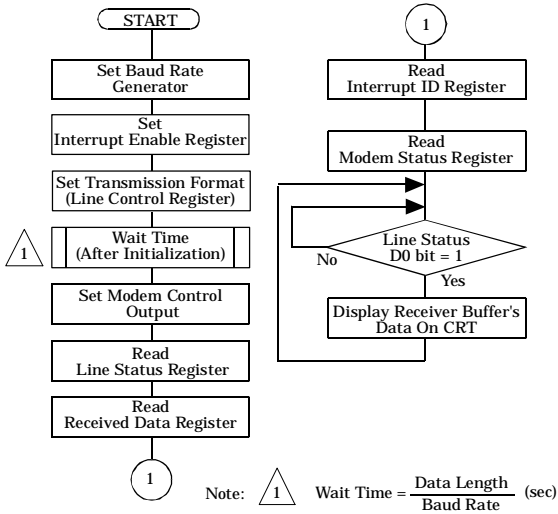 START
Set Baud Rate
Generator
Set
Interrupt Enable Register
Set Transmission Format
(Line Control Register)
1
Wait Time
(After Initialization)
Set Modem Control
Output
Read
Line Status Register
Read
Received Data Register
1
1
Read
Interrupt ID Register
Read
Modem Status Register
Line Status
D0 bit = 1
No
Yes
Display Receiver Buffer's
Data On CRT
Note: 1 Wait Time = Data Length (sec)
Baud Rate